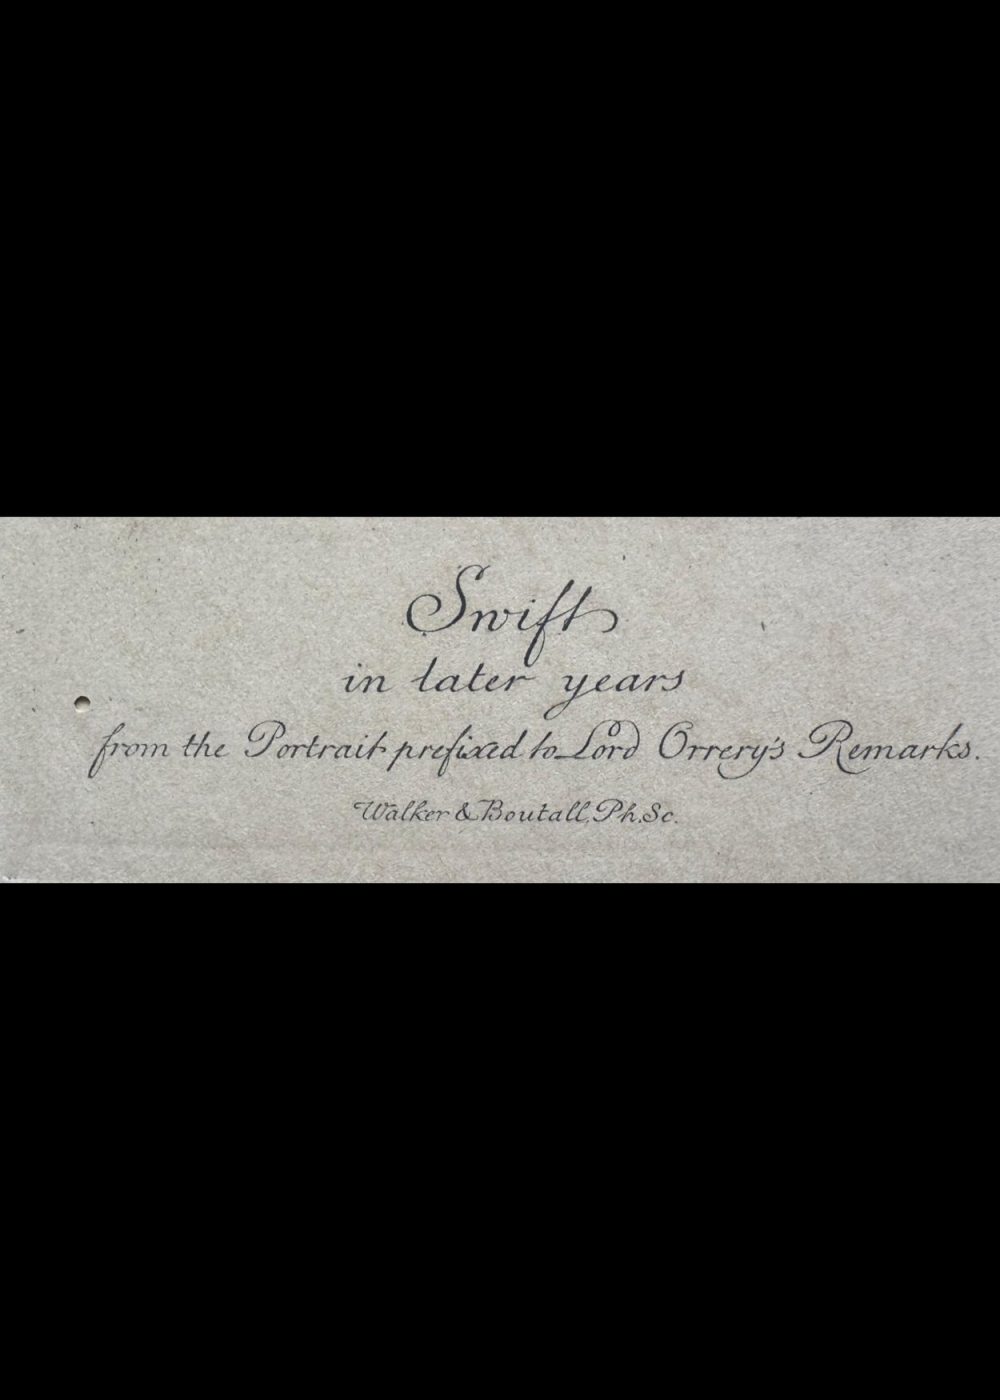 Swift
in later years
from the Portrait prefixed to Lord Orrery's Remarks.
Walker & Boutall, Ph. Sc.